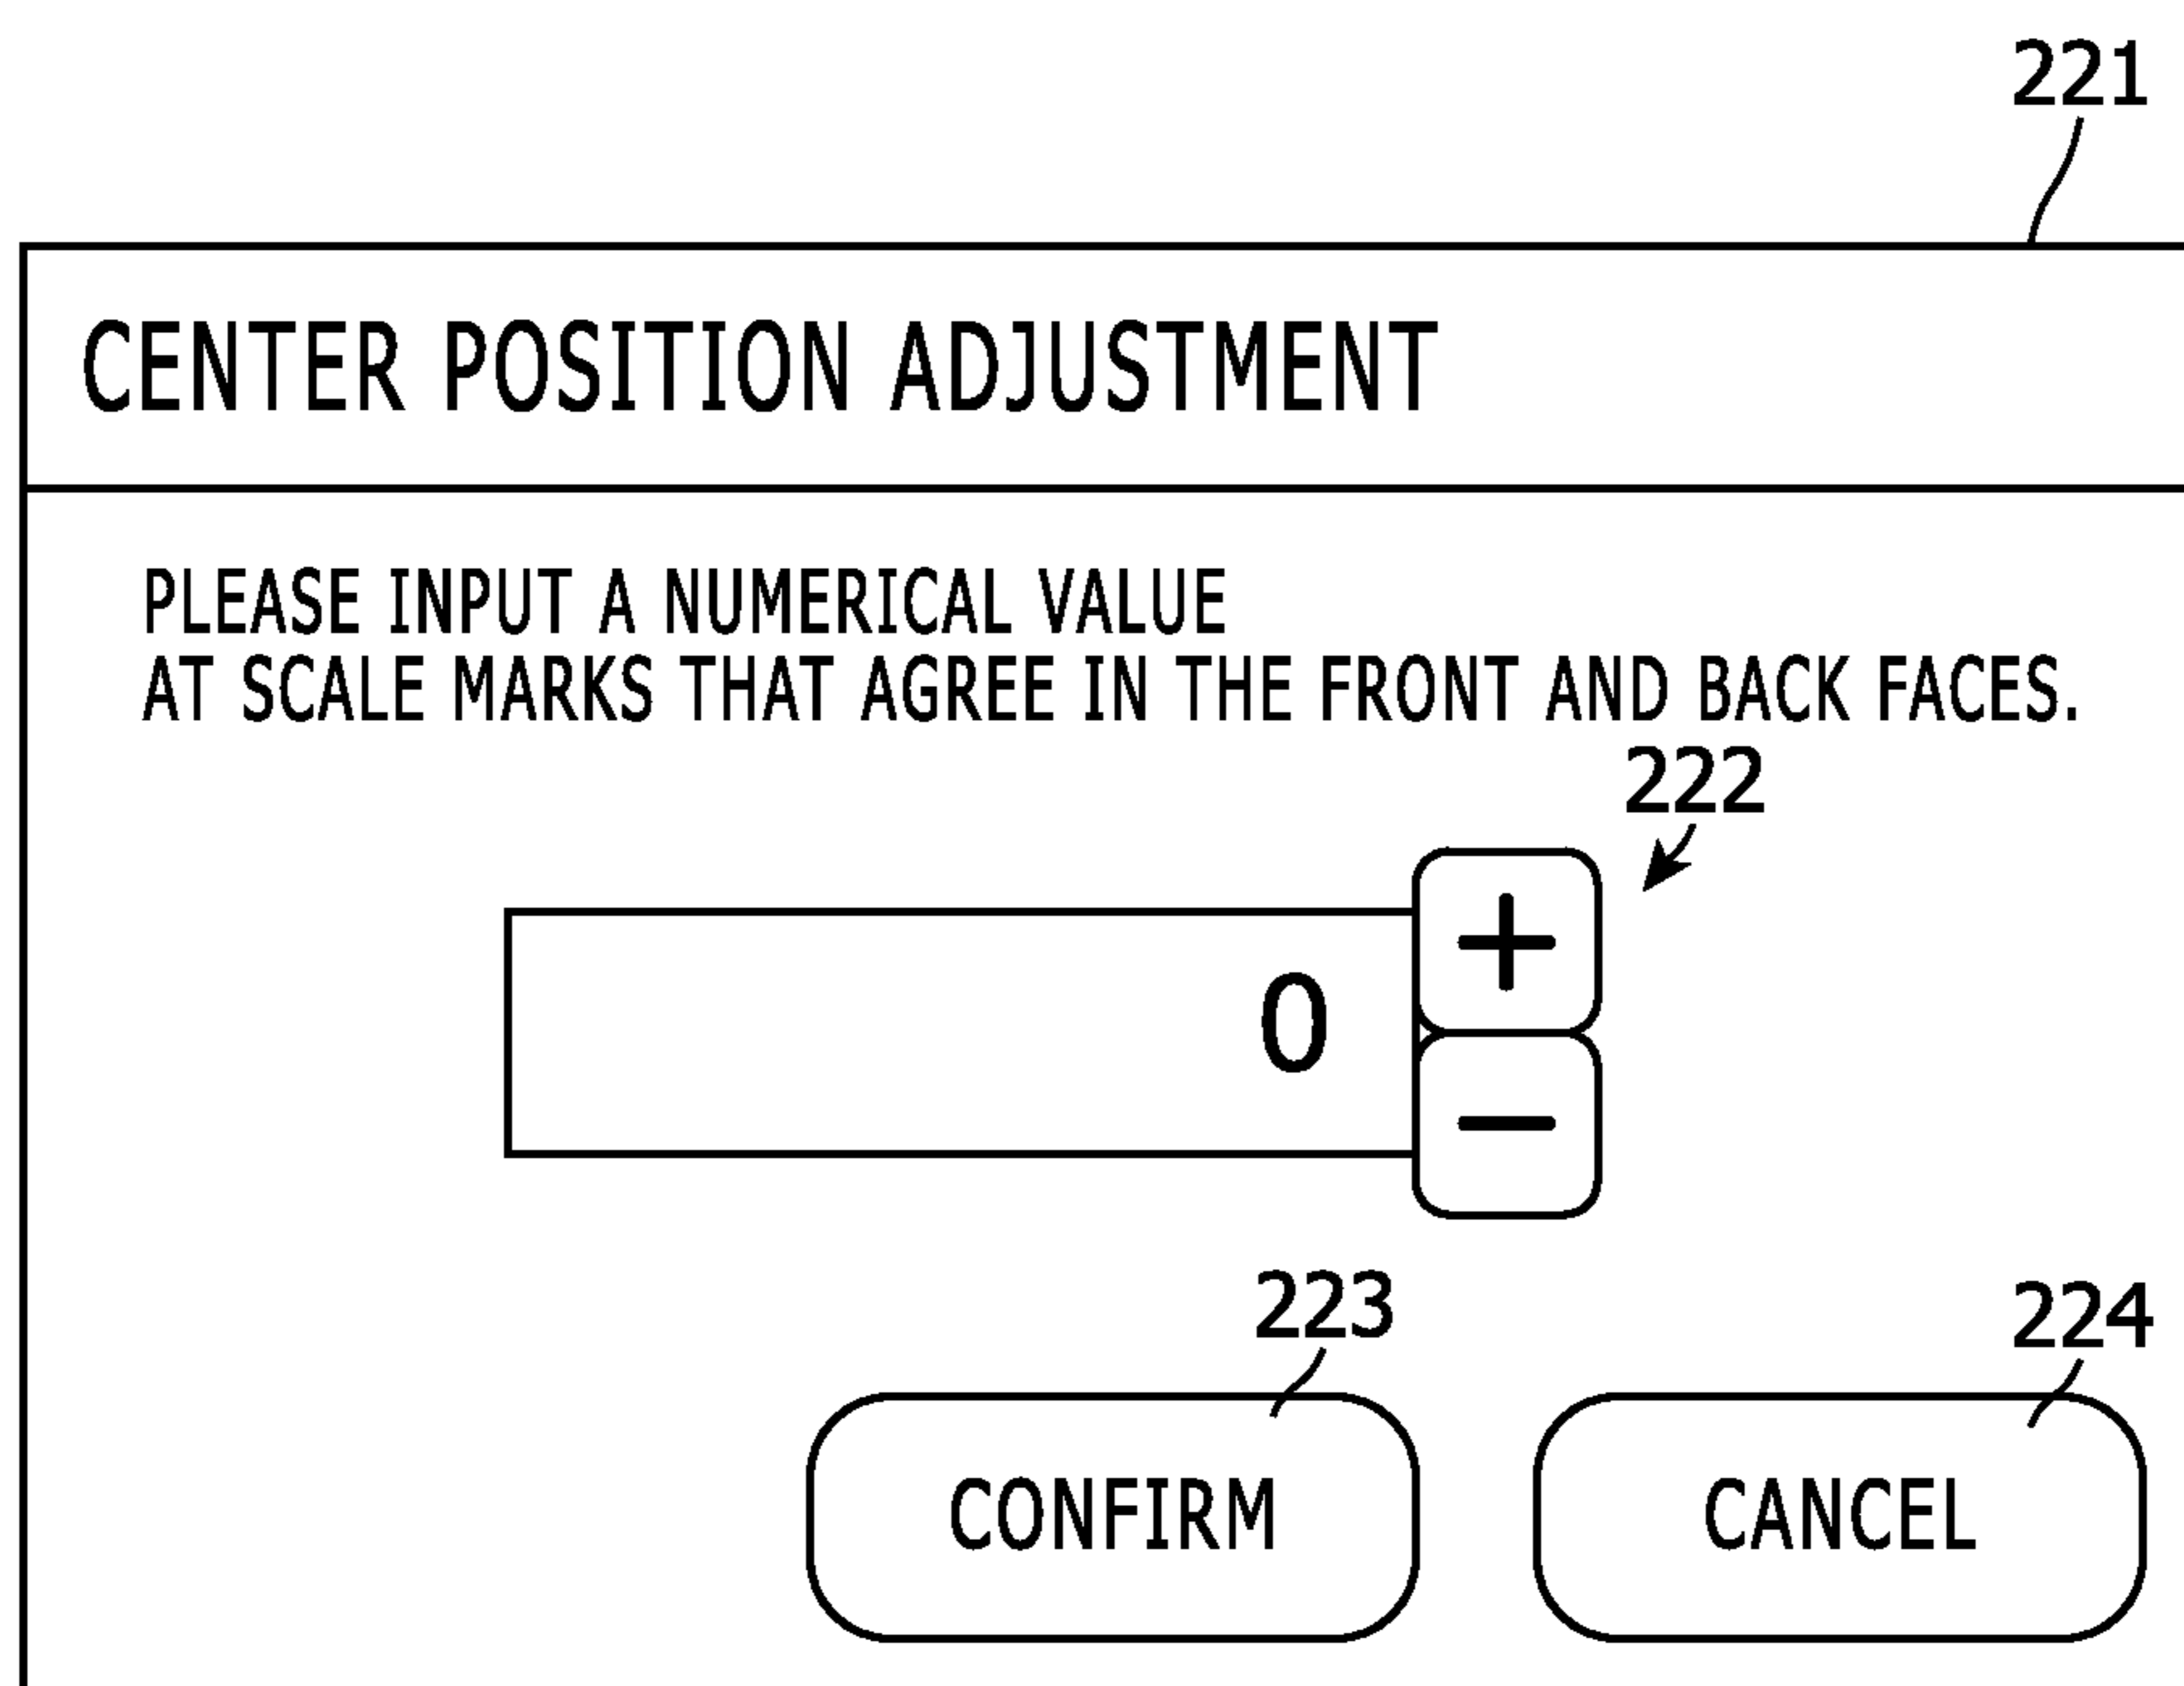 221
CENTER POSITION ADJUSTMENT
PLEASE INPUT A NUMERICAL VALUE
AT SCALE MARKS THAT AGREE IN THE FRONT AND BACK FACES.
222
0
+
−
223
224
CONFIRM
CANCEL